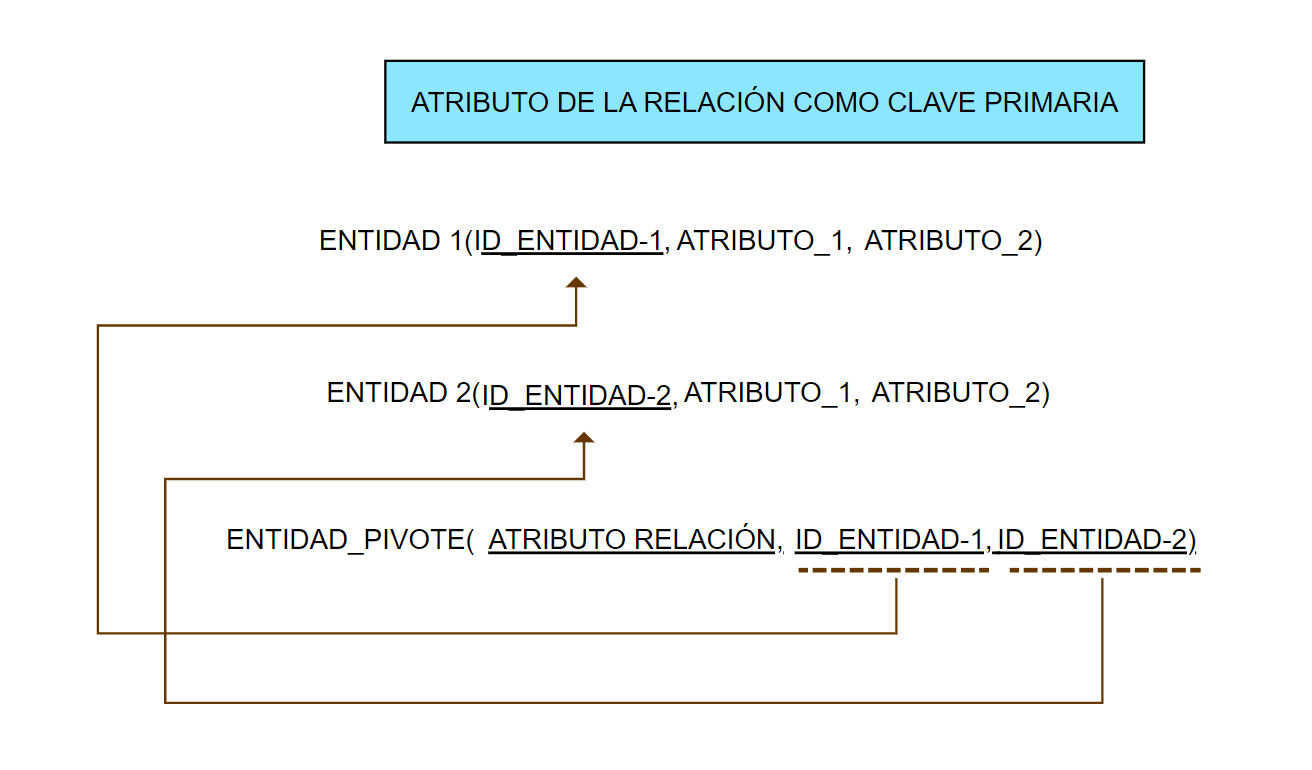 ATRIBUTO DE LA RELACIÓN COMO CLAVE PRIMARIA
ENTIDAD 1(ID_ENTIDAD-1, ATRIBUTO_1, ATRIBUTO_2)
ENTIDAD 2(ID_ENTIDAD-2, ATRIBUTO_1, ATRIBUTO_2)
ENTIDAD_PIVOTE( ATRIBUTO RELACIÓN, ID_ENTIDAD-1, ID_ENTIDAD-2)